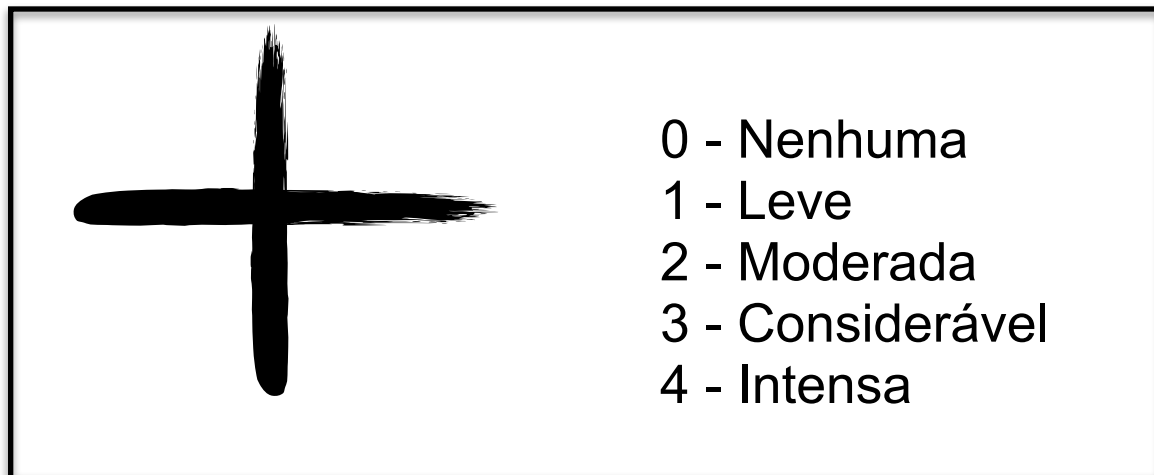 0 - Nenhuma
1 - Leve
2 - Moderada
3 - Considerável
4 - Intensa